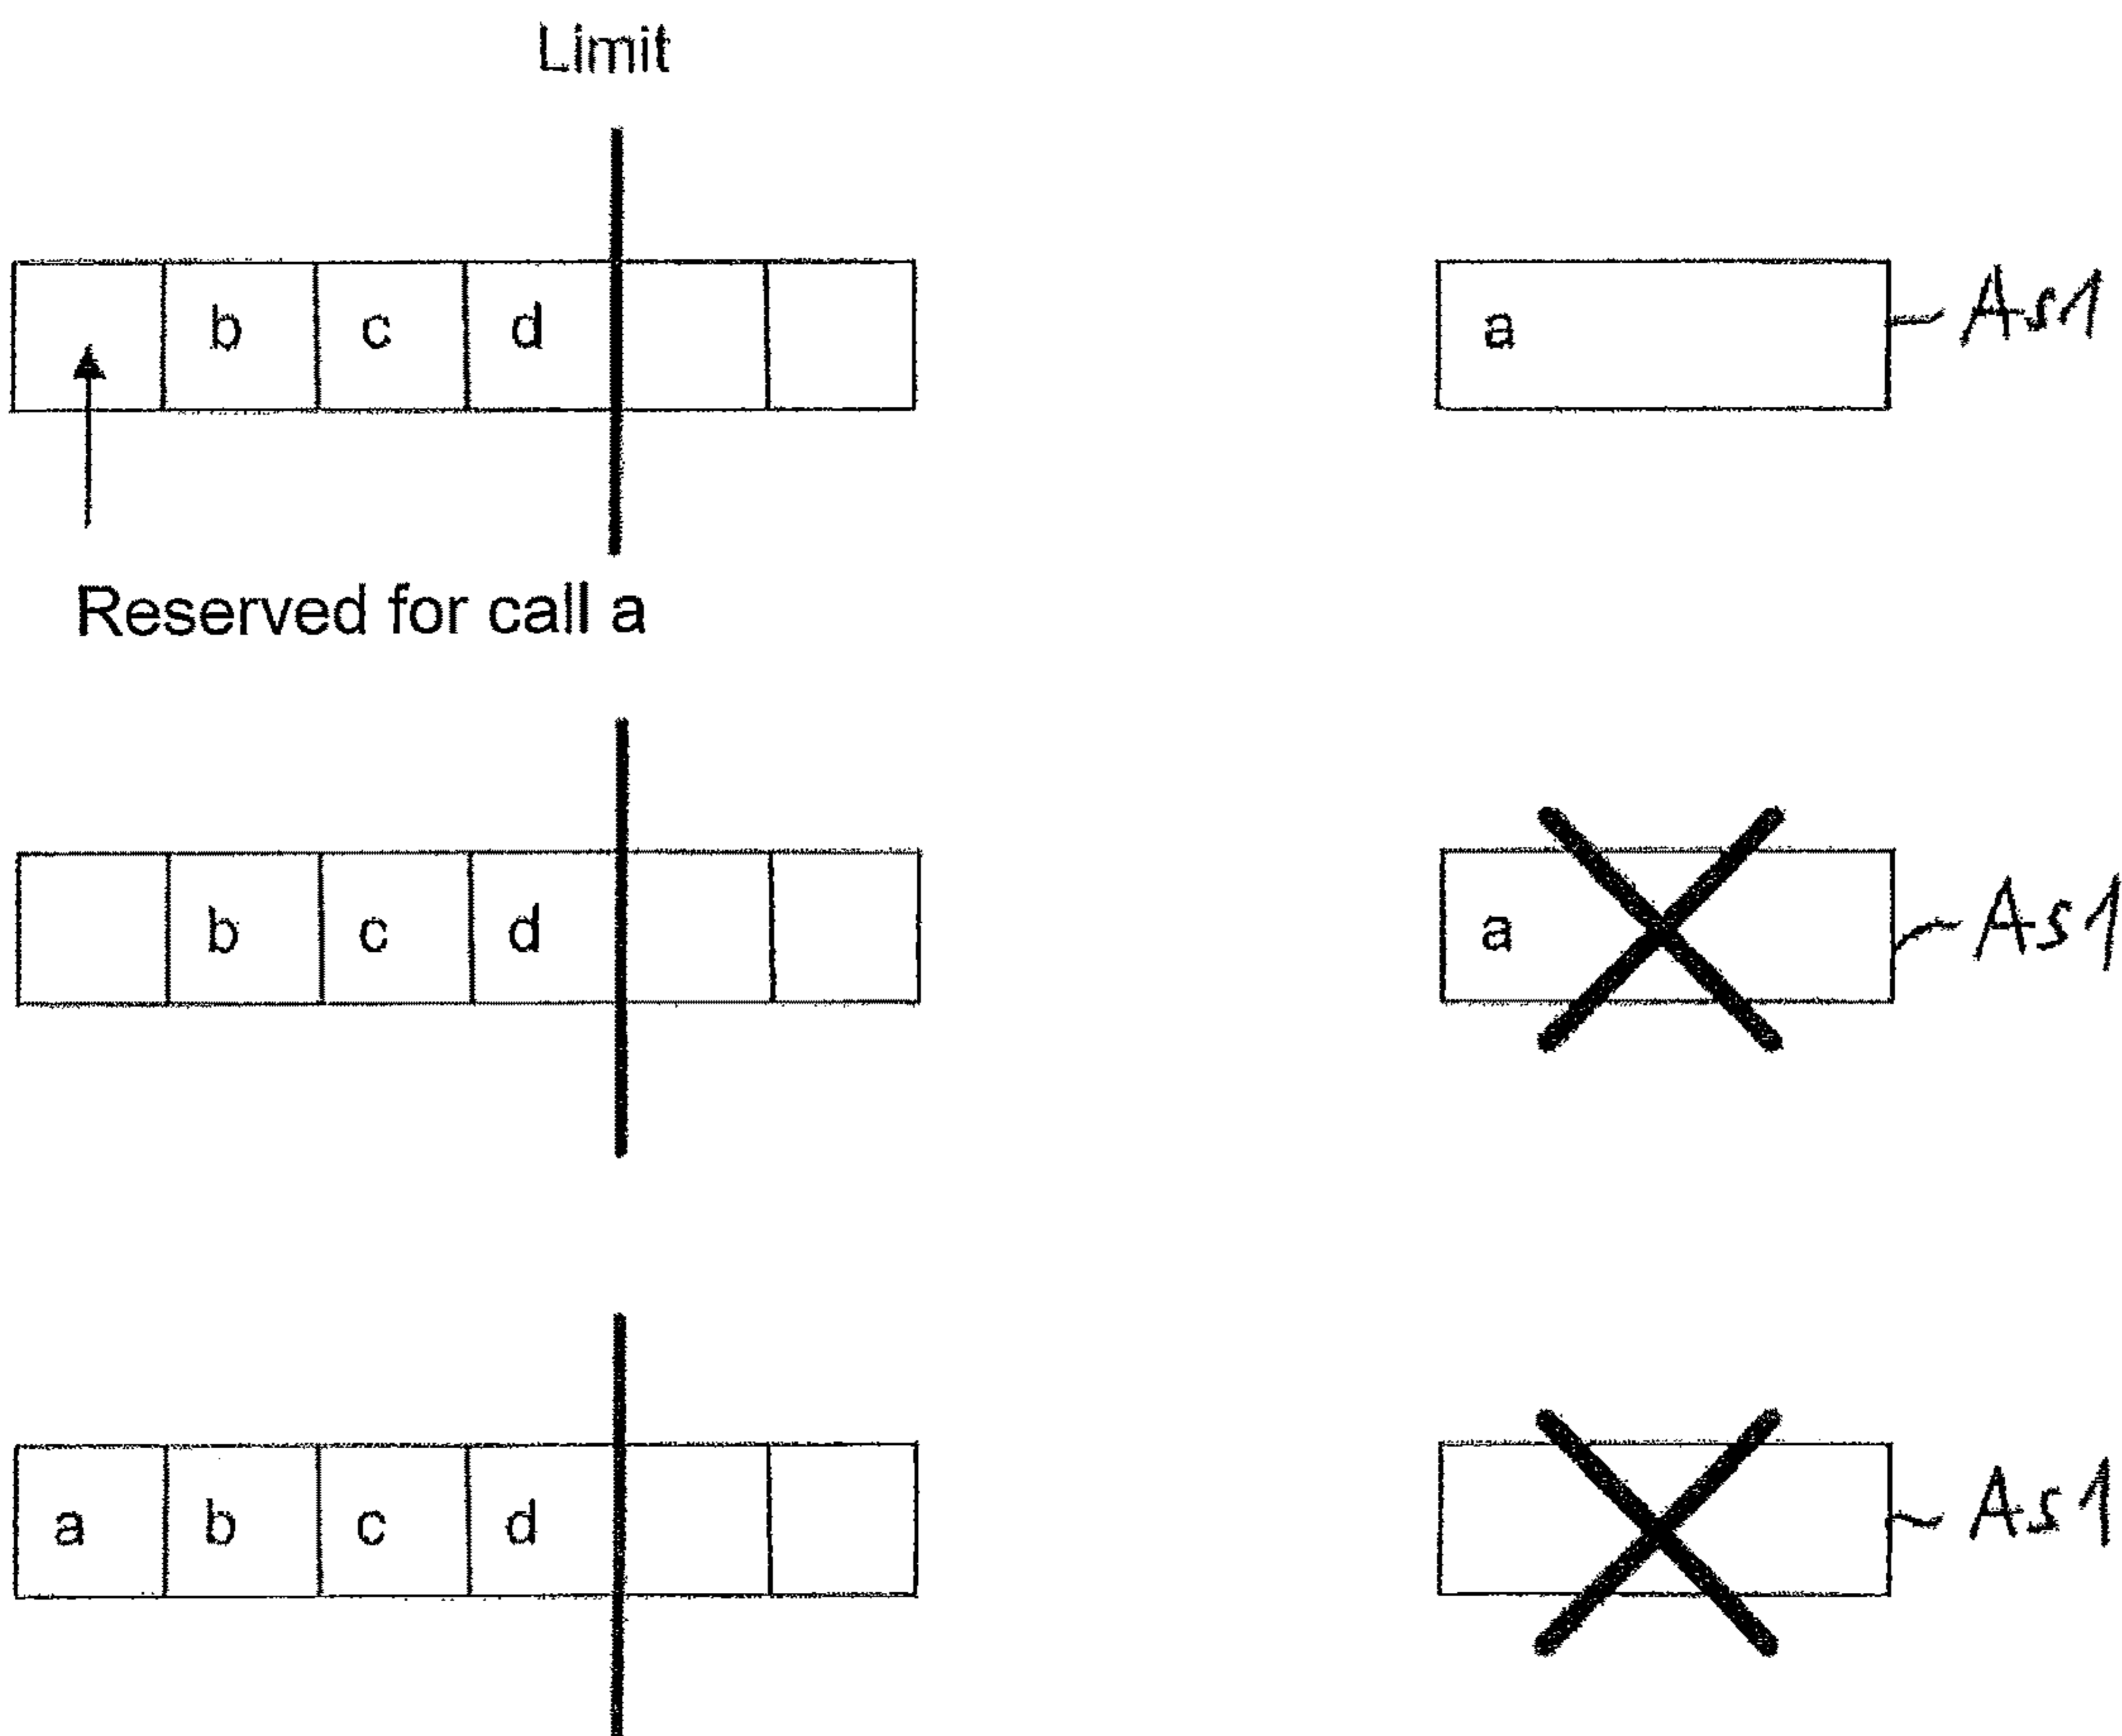 Limit
b c d a As1
Reserved for call a
b c d a As1
a b c d As1